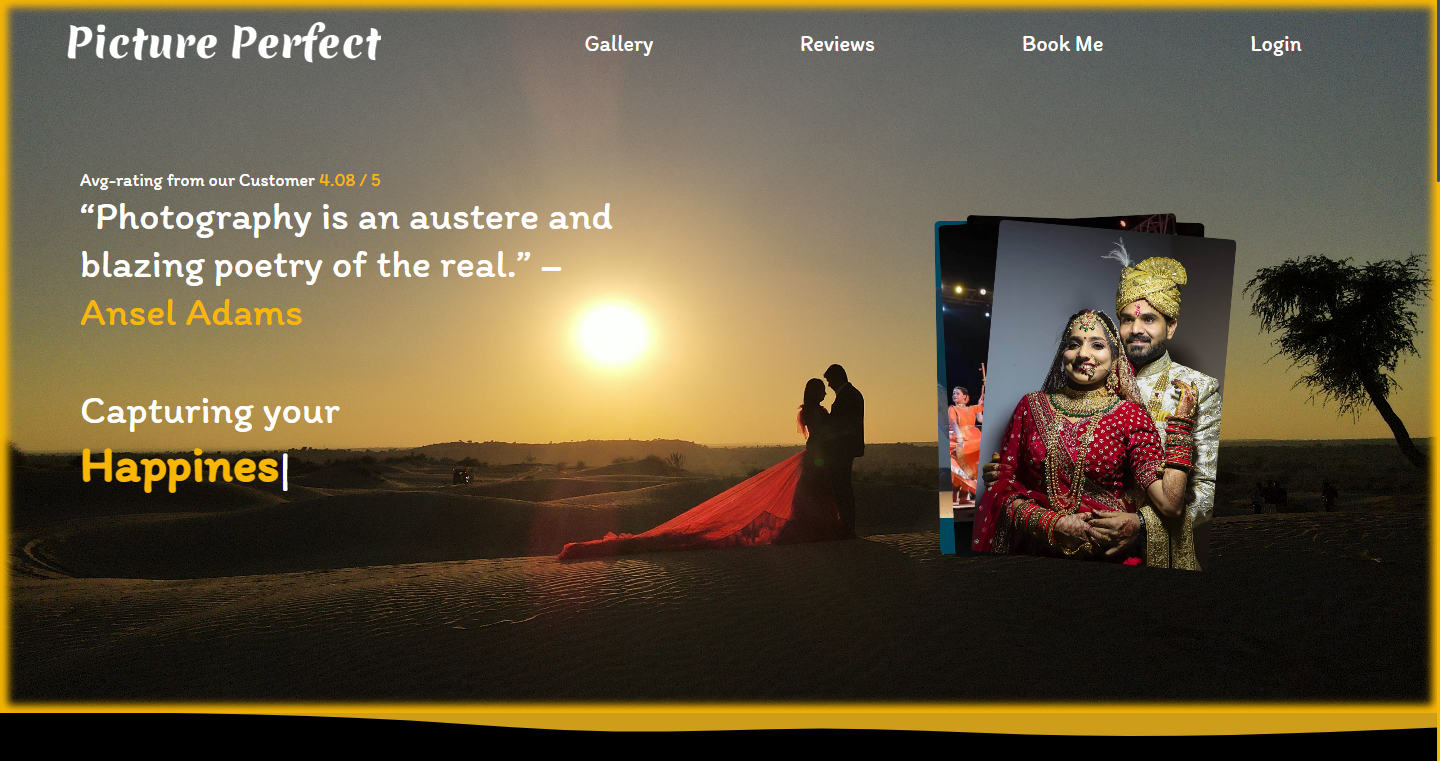 Picture Perfect
Gallery
Reviews
Book Me
Login
Avg-rating from our Customer 4.08 / 5
“Photography is an austere and
blazing poetry of the real.” –
Ansel Adams
Capturing your
Happines|